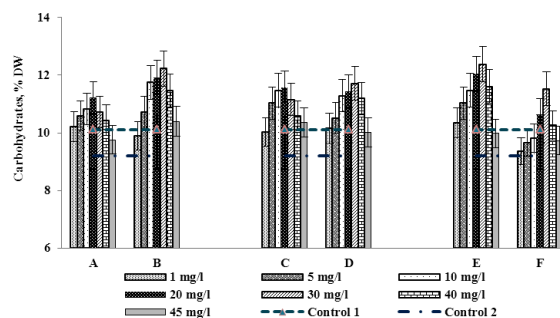 14
12
10
8
6
Carbohydrates, % DW
A B C D E F
1 mg/l 5 mg/l 10 mg/l
20 mg/l 30 mg/l 40 mg/l
45 mg/l Control 1 Control 2